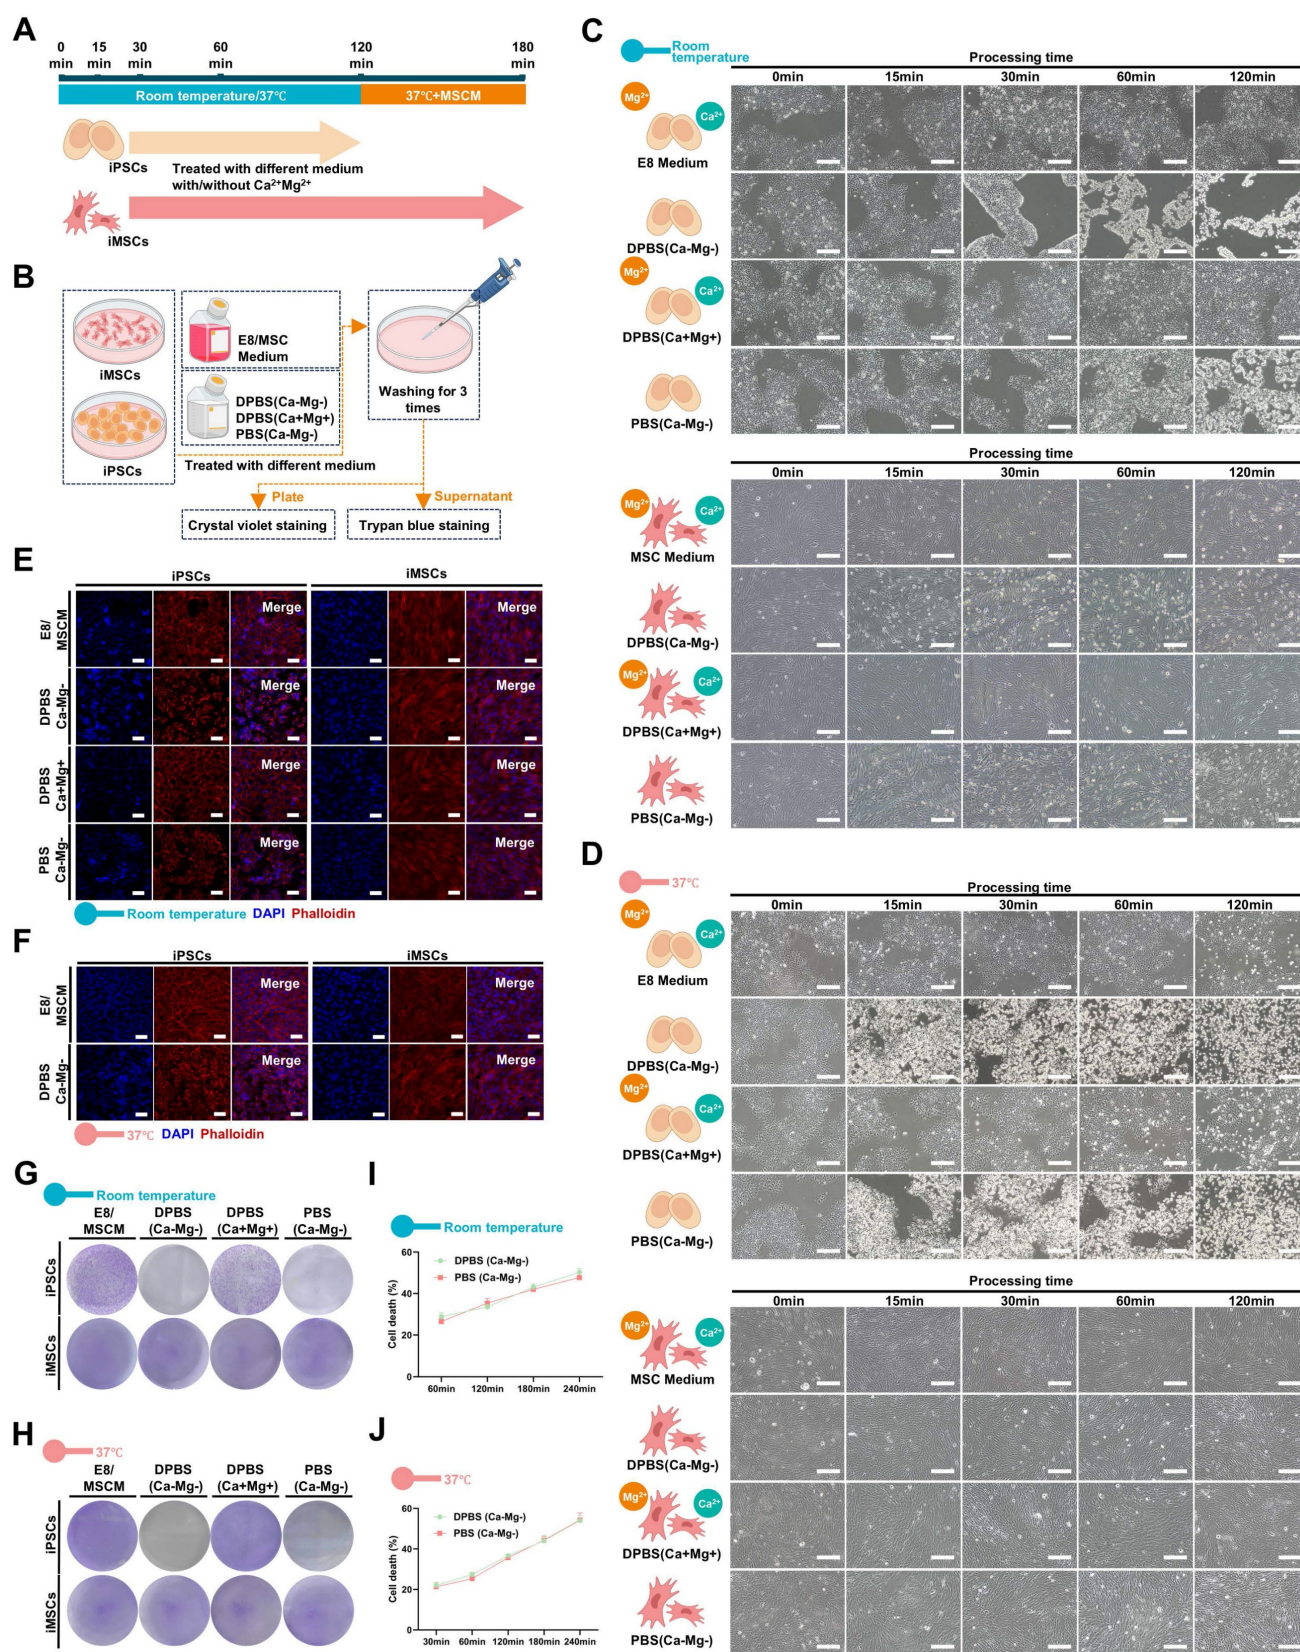 A
0 min
15 min
30 min
60 min
120 min
180 min
Room temperature/37℃
37℃+MSCM
iPSCs
Treated with different medium
with/without Ca²⁺Mg²⁺
iMSCs
B
iMSCs
iPSCs
E8/MSC
Medium
DPBS(Ca-Mg-)
DPBS(Ca+Mg+)
PBS(Ca-Mg-)
Treated with different medium
Washing for 3
times
Plate
Supernatant
Crystal violet staining
Trypan blue staining
C
Room
temperature
Processing time
0min 15min 30min 60min 120min
Mg²⁺
Ca²⁺
E8 Medium
DPBS(Ca-Mg-)
Mg²⁺
Ca²⁺
DPBS(Ca+Mg+)
PBS(Ca-Mg-)
Processing time
0min 15min 30min 60min 120min
Mg²⁺
Ca²⁺
MSC Medium
DPBS(Ca-Mg-)
Mg²⁺
Ca²⁺
DPBS(Ca+Mg+)
PBS(Ca-Mg-)
D
37℃
Processing time
0min 15min 30min 60min 120min
Mg²⁺
Ca²⁺
E8 Medium
DPBS(Ca-Mg-)
Mg²⁺
Ca²⁺
DPBS(Ca+Mg+)
PBS(Ca-Mg-)
Processing time
0min 15min 30min 60min 120min
Mg²⁺
Ca²⁺
MSC Medium
DPBS(Ca-Mg-)
Mg²⁺
Ca²⁺
DPBS(Ca+Mg+)
PBS(Ca-Mg-)
E
iPSCs iMSCs
E8/
MSCM
Merge Merge
DPBS
Ca-Mg-
Merge Merge
DPBS
Ca+Mg+
Merge Merge
PBS
Ca-Mg-
Merge Merge
Room temperature DAPI Phalloidin
F
iPSCs iMSCs
E8/
MSCM
Merge Merge
DPBS
Ca-Mg-
Merge Merge
37℃ DAPI Phalloidin
G
Room temperature
E8/ DPBS DPBS PBS
MSCM (Ca-Mg-) (Ca+Mg+) (Ca-Mg-)
iPSCs
iMSCs
H
37℃
E8/ DPBS DPBS PBS
MSCM (Ca-Mg-) (Ca+Mg+) (Ca-Mg-)
iPSCs
iMSCs
I
Room temperature
Cell death (%)
60
40
20
0
DPBS (Ca-Mg-)
PBS (Ca-Mg-)
60min 120min 180min 240min
J
37℃
Cell death (%)
60
40
20
0
DPBS (Ca-Mg-)
PBS (Ca-Mg-)
30min 60min 120min 180min 240min